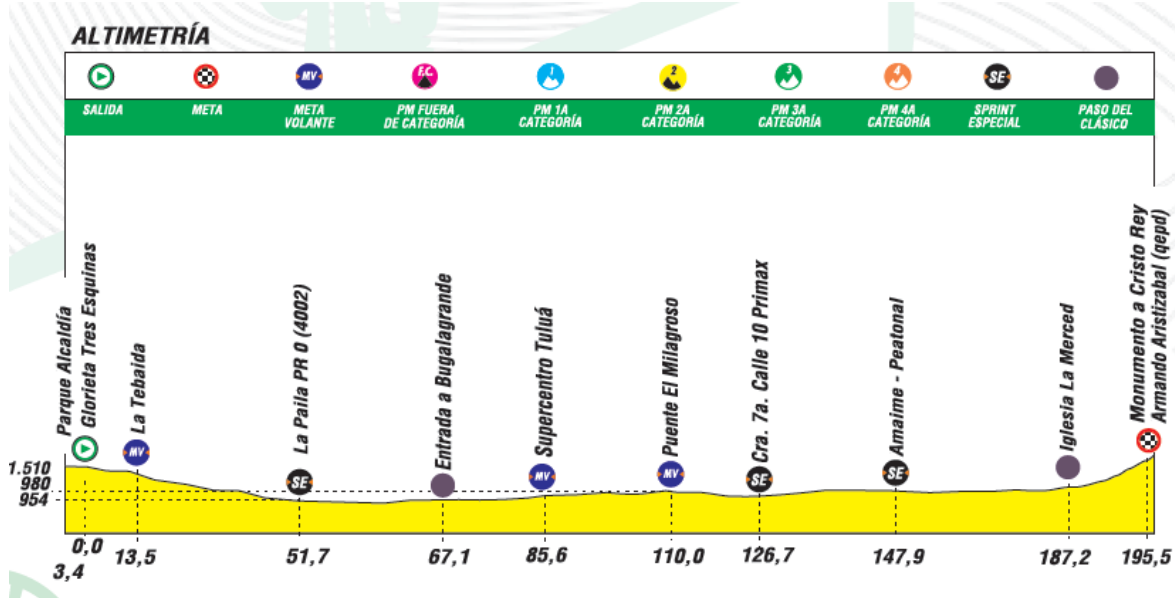 ALTIMETRÍA
MV
F.C.
1
2
3
4
SE
SALIDA
META
META
VOLANTE
PM FUERA
DE CATEGORÍA
PM 1A
CATEGORÍA
PM 2A
CATEGORÍA
PM 3A
CATEGORÍA
PM 4A
CATEGORÍA
SPRINT
ESPECIAL
PASO DEL
CLÁSICO
Parque Alcaldía
Glorieta Tres Esquinas
La Tebaida
La Paila PR 0 (4002)
Entrada a Bugalagrande
Supercentro Tuluá
Puente El Milagroso
Cra. 7a. Calle 10 Primax
Amaime - Peatonal
Iglesia La Merced
Monumento a Cristo Rey
Armando Aristizabal (qepd)
MV
SE
MV
MV
SE
SE
1.510
980
954
0,0
3,4
13,5
51,7
67,1
85,6
110,0
126,7
147,9
187,2
195,5